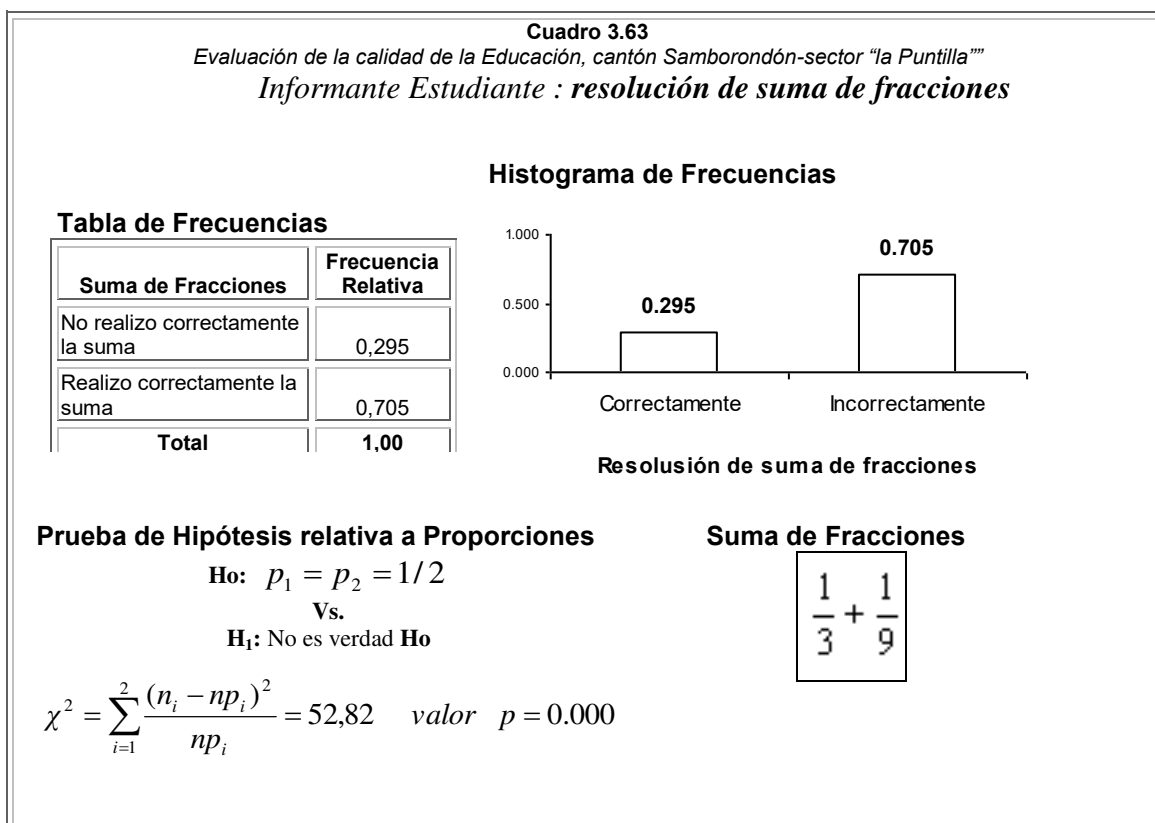 Cuadro 3.63
Evaluación de la calidad de la Educación, cantón Samborondón-sector “la Puntilla””
Informante Estudiante : resolución de suma de fracciones
Histograma de Frecuencias
Tabla de Frecuencias
Suma de Fracciones | Frecuencia Relativa
No realizo correctamente la suma | 0,295
Realizo correctamente la suma | 0,705
Total | 1,00
1.000
0.500
0.000
0.295
0.705
Correctamente Incorrectamente
Resolusión de suma de fracciones
Prueba de Hipótesis relativa a Proporciones
Ho: p₁ = p₂ = 1/2
Vs.
H₁: No es verdad Ho
χ² = ∑_{i=1}^{2} (n_i − np_i)² / np_i = 52,82 valor p = 0.000
Suma de Fracciones
1/3 + 1/9